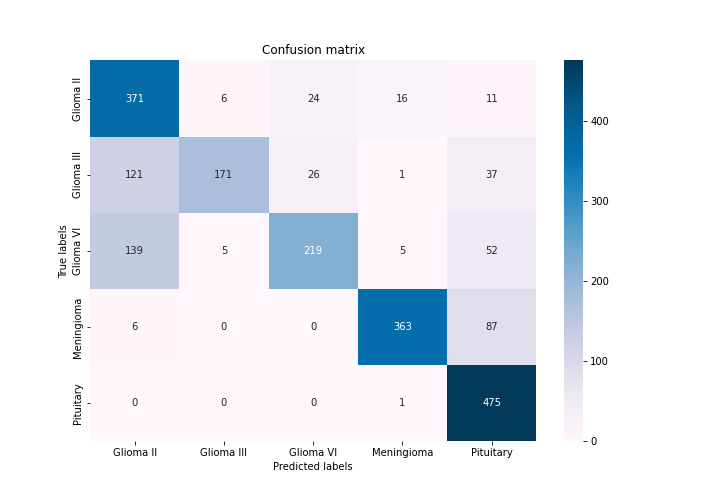 Confusion matrix
Glioma II
371 6 24 16 11
Glioma III
121 171 26 1 37
True labels
Glioma VI
139 5 219 5 52
Meningioma
6 0 0 363 87
Pituitary
0 0 0 1 475
Glioma II Glioma III Glioma VI Meningioma Pituitary
Predicted labels
400
300
200
100
0